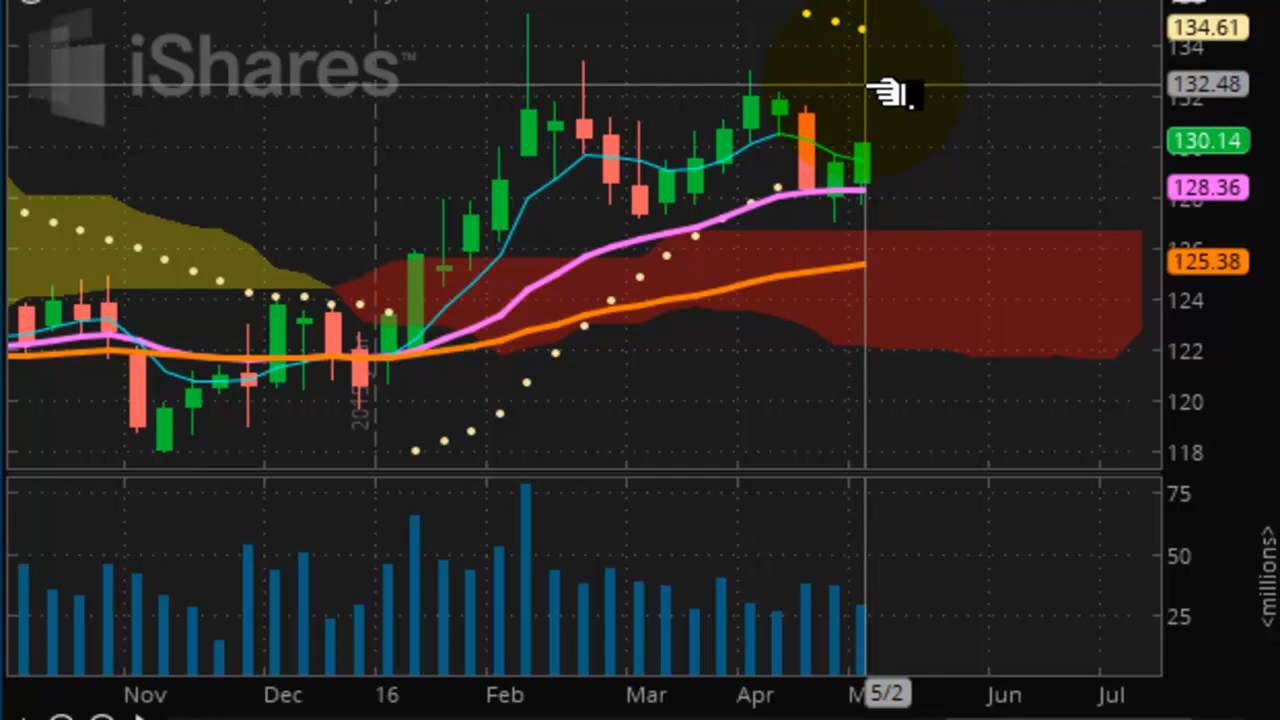 iShares™
134.61
134
132.48
132
130.14
128.36
128
126
125.38
124
122
120
118
75
50
25
<millions>
Nov
Dec
16
Feb
Mar
Apr
5/2
Jun
Jul